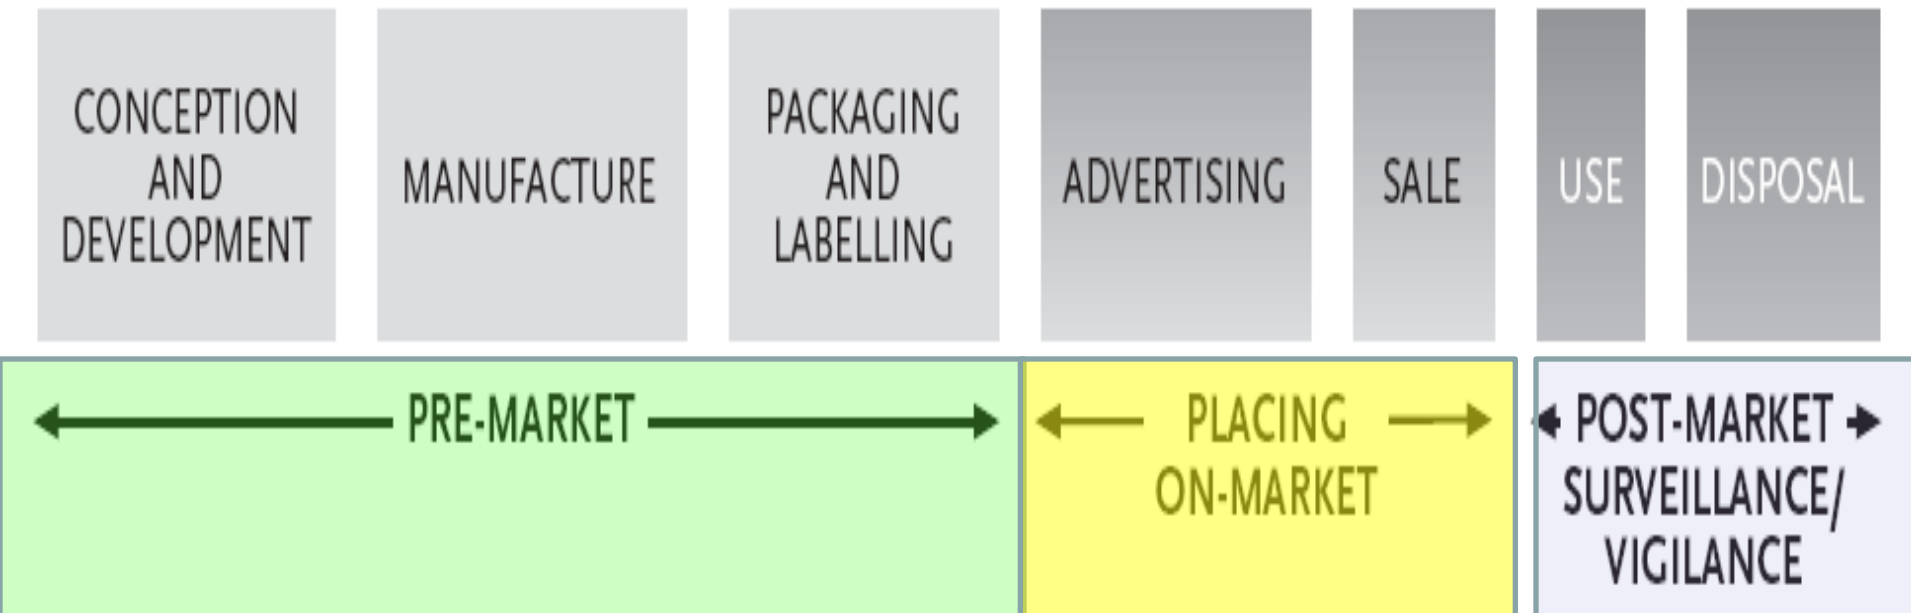 CONCEPTION
AND
DEVELOPMENT
MANUFACTURE
PACKAGING
AND
LABELLING
ADVERTISING
SALE
USE
DISPOSAL
PRE-MARKET
PLACING
ON-MARKET
POST-MARKET
SURVEILLANCE/
VIGILANCE